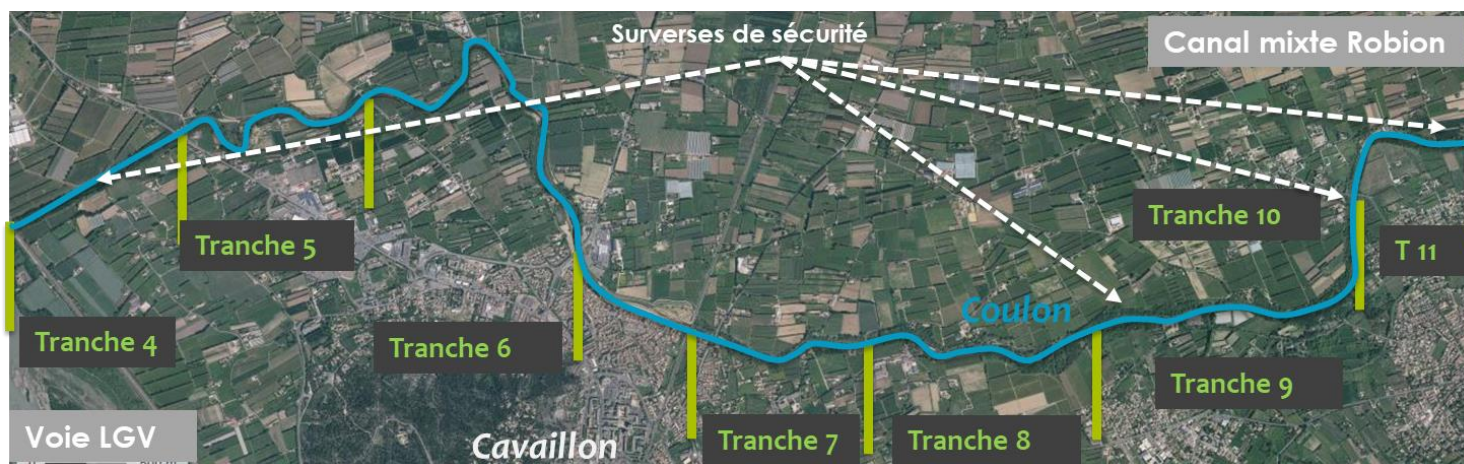 Surverses de sécurité
Canal mixte Robion
Tranche 10
Tranche 5
T 11
Coulon
Tranche 4
Tranche 6
Tranche 9
Voie LGV
Cavaillon
Tranche 7
Tranche 8